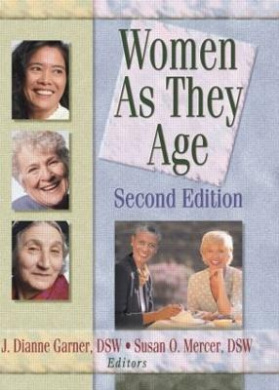 Women
As They
Age
Second Edition
J. Dianne Garner, DSW • Susan O. Mercer, DSW
Editors